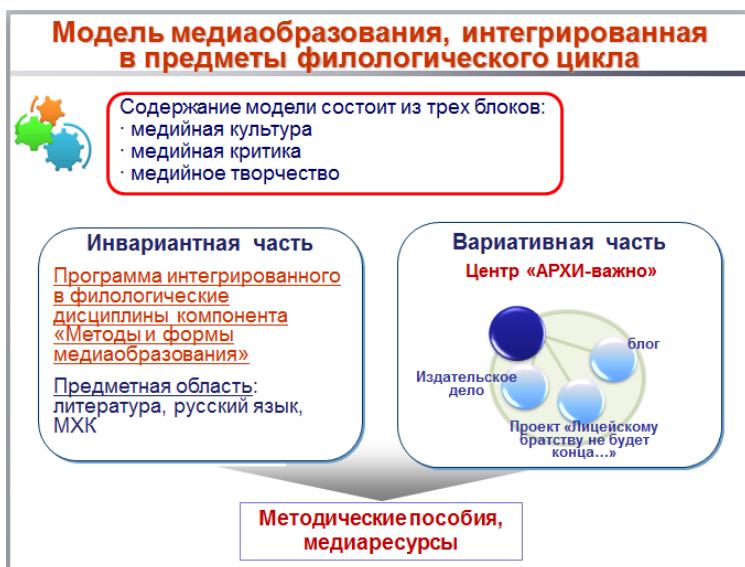 Модель медиаобразования, интегрированная
в предметы филологического цикла
Содержание модели состоит из трех блоков:
· медийная культура
· медийная критика
· медийное творчество
Инвариантная часть
Программа интегрированного
в филологические
дисциплины компонента
«Методы и формы
медиаобразования»
Предметная область:
литература, русский язык,
МХК
Вариативная часть
Центр «АРХИ-важно»
блог
Издательское
дело
Проект «Лицейскому
братству не будет
конца…»
Методические пособия,
медиаресурсы